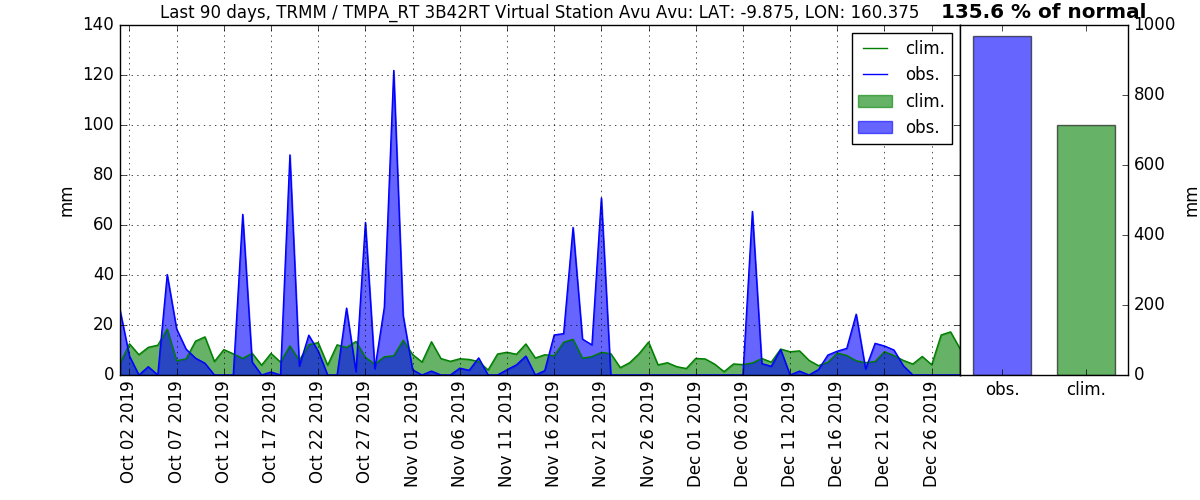 Last 90 days, TRMM / TMPA_RT 3B42RT Virtual Station Avu Avu: LAT: -9.875, LON: 160.375
135.6 % of normal
140
120
100
80
60
40
20
0
mm
clim.
obs.
clim.
obs.
Oct 02 2019
Oct 07 2019
Oct 12 2019
Oct 17 2019
Oct 22 2019
Oct 27 2019
Nov 01 2019
Nov 06 2019
Nov 11 2019
Nov 16 2019
Nov 21 2019
Nov 26 2019
Dec 01 2019
Dec 06 2019
Dec 11 2019
Dec 16 2019
Dec 21 2019
Dec 26 2019
1000
800
600
400
200
0
mm
obs.
clim.